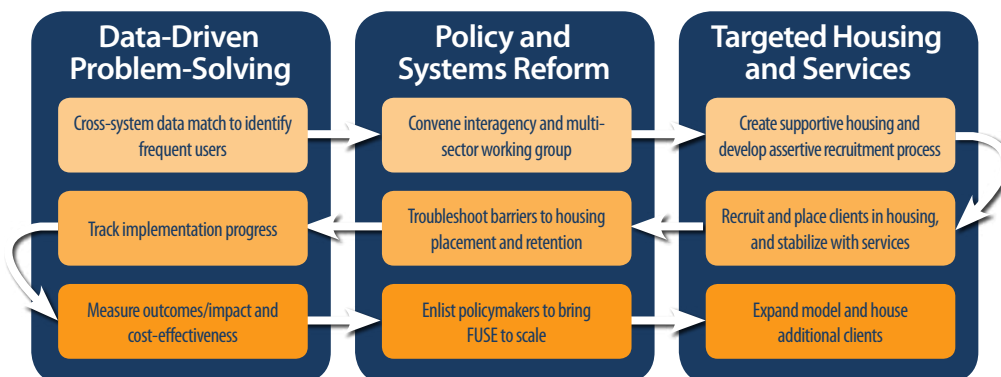 Data-Driven
Problem-Solving
Policy and
Systems Reform
Targeted Housing
and Services
Cross-system data match to identify
frequent users
Convene interagency and multi-
sector working group
Create supportive housing and
develop assertive recruitment process
Track implementation progress
Troubleshoot barriers to housing
placement and retention
Recruit and place clients in housing,
and stabilize with services
Measure outcomes/impact and
cost-effectiveness
Enlist policymakers to bring
FUSE to scale
Expand model and house
additional clients